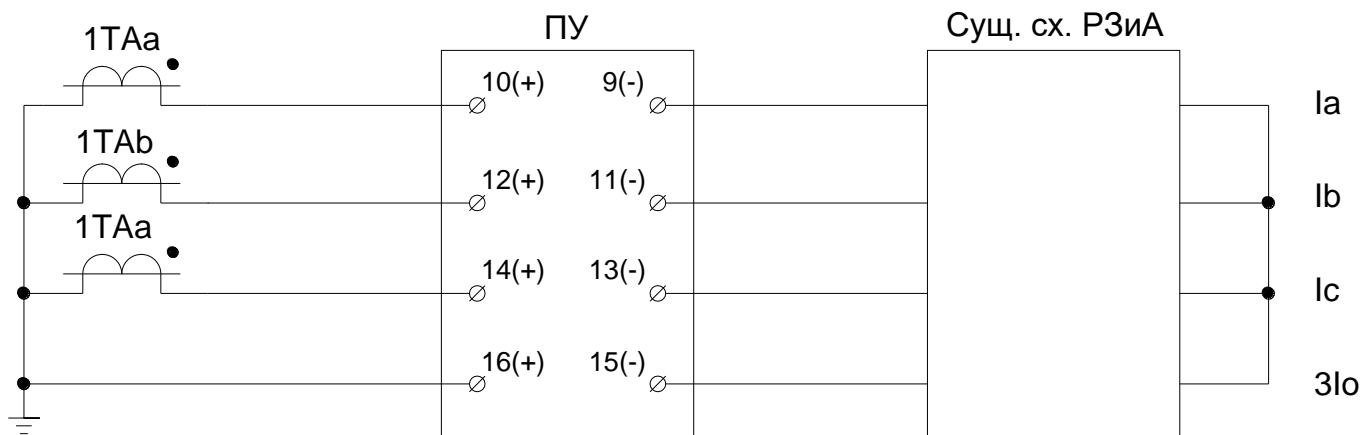 ПУ
Сущ. сх. РЗиА
1TAa
10(+) 9(-)
Ia
1TAb
12(+) 11(-)
Ib
1TAa
14(+) 13(-)
Ic
16(+) 15(-)
3Io